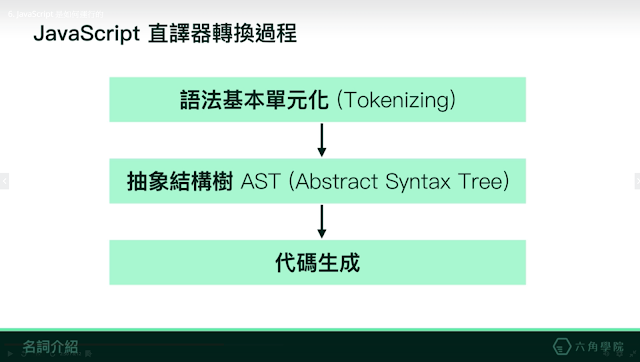 JavaScript 直譯器轉換過程
語法基本單元化 (Tokenizing)
抽象結構樹 AST (Abstract Syntax Tree)
代碼生成
名詞介紹
六角學院